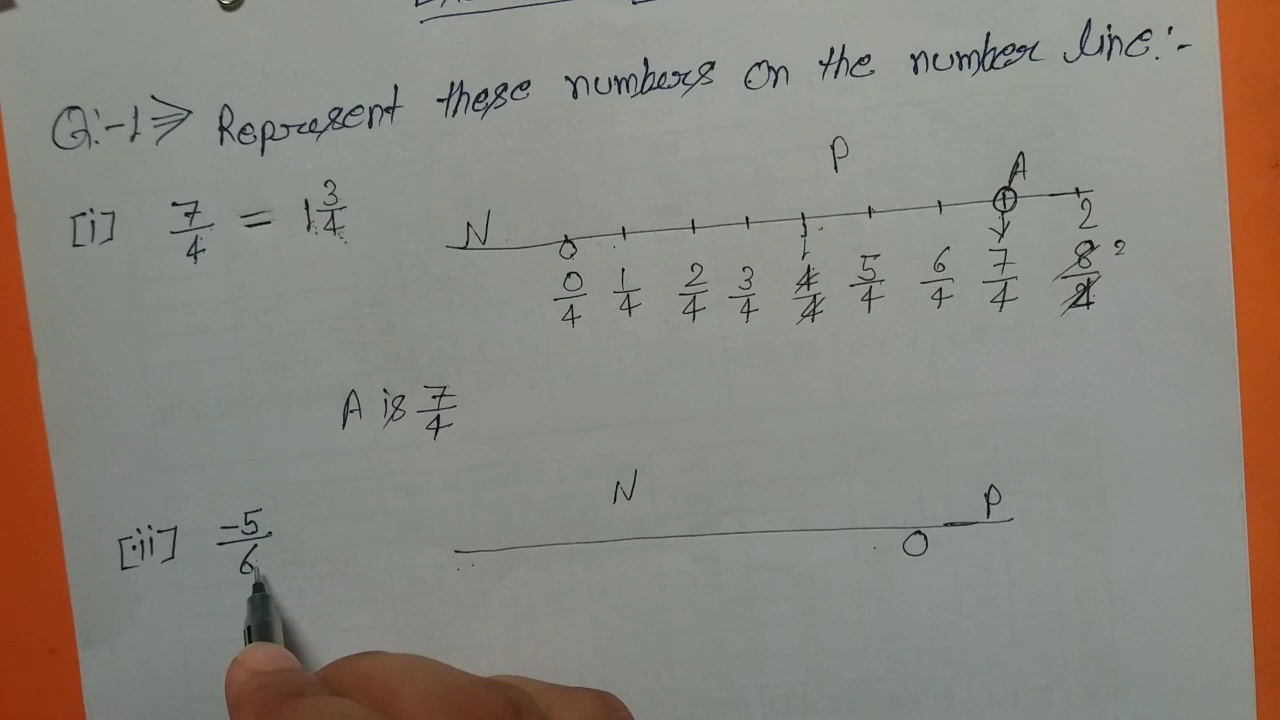 Q:-1⇒ Represent these numbers on the number line:-
[i] 7/4 = 1 3/4
N P A
0 1 2
0/4 1/4 2/4 3/4 4/4 5/4 6/4 7/4 8/4 2
A is 7/4
[ii] -5/6
N P
0